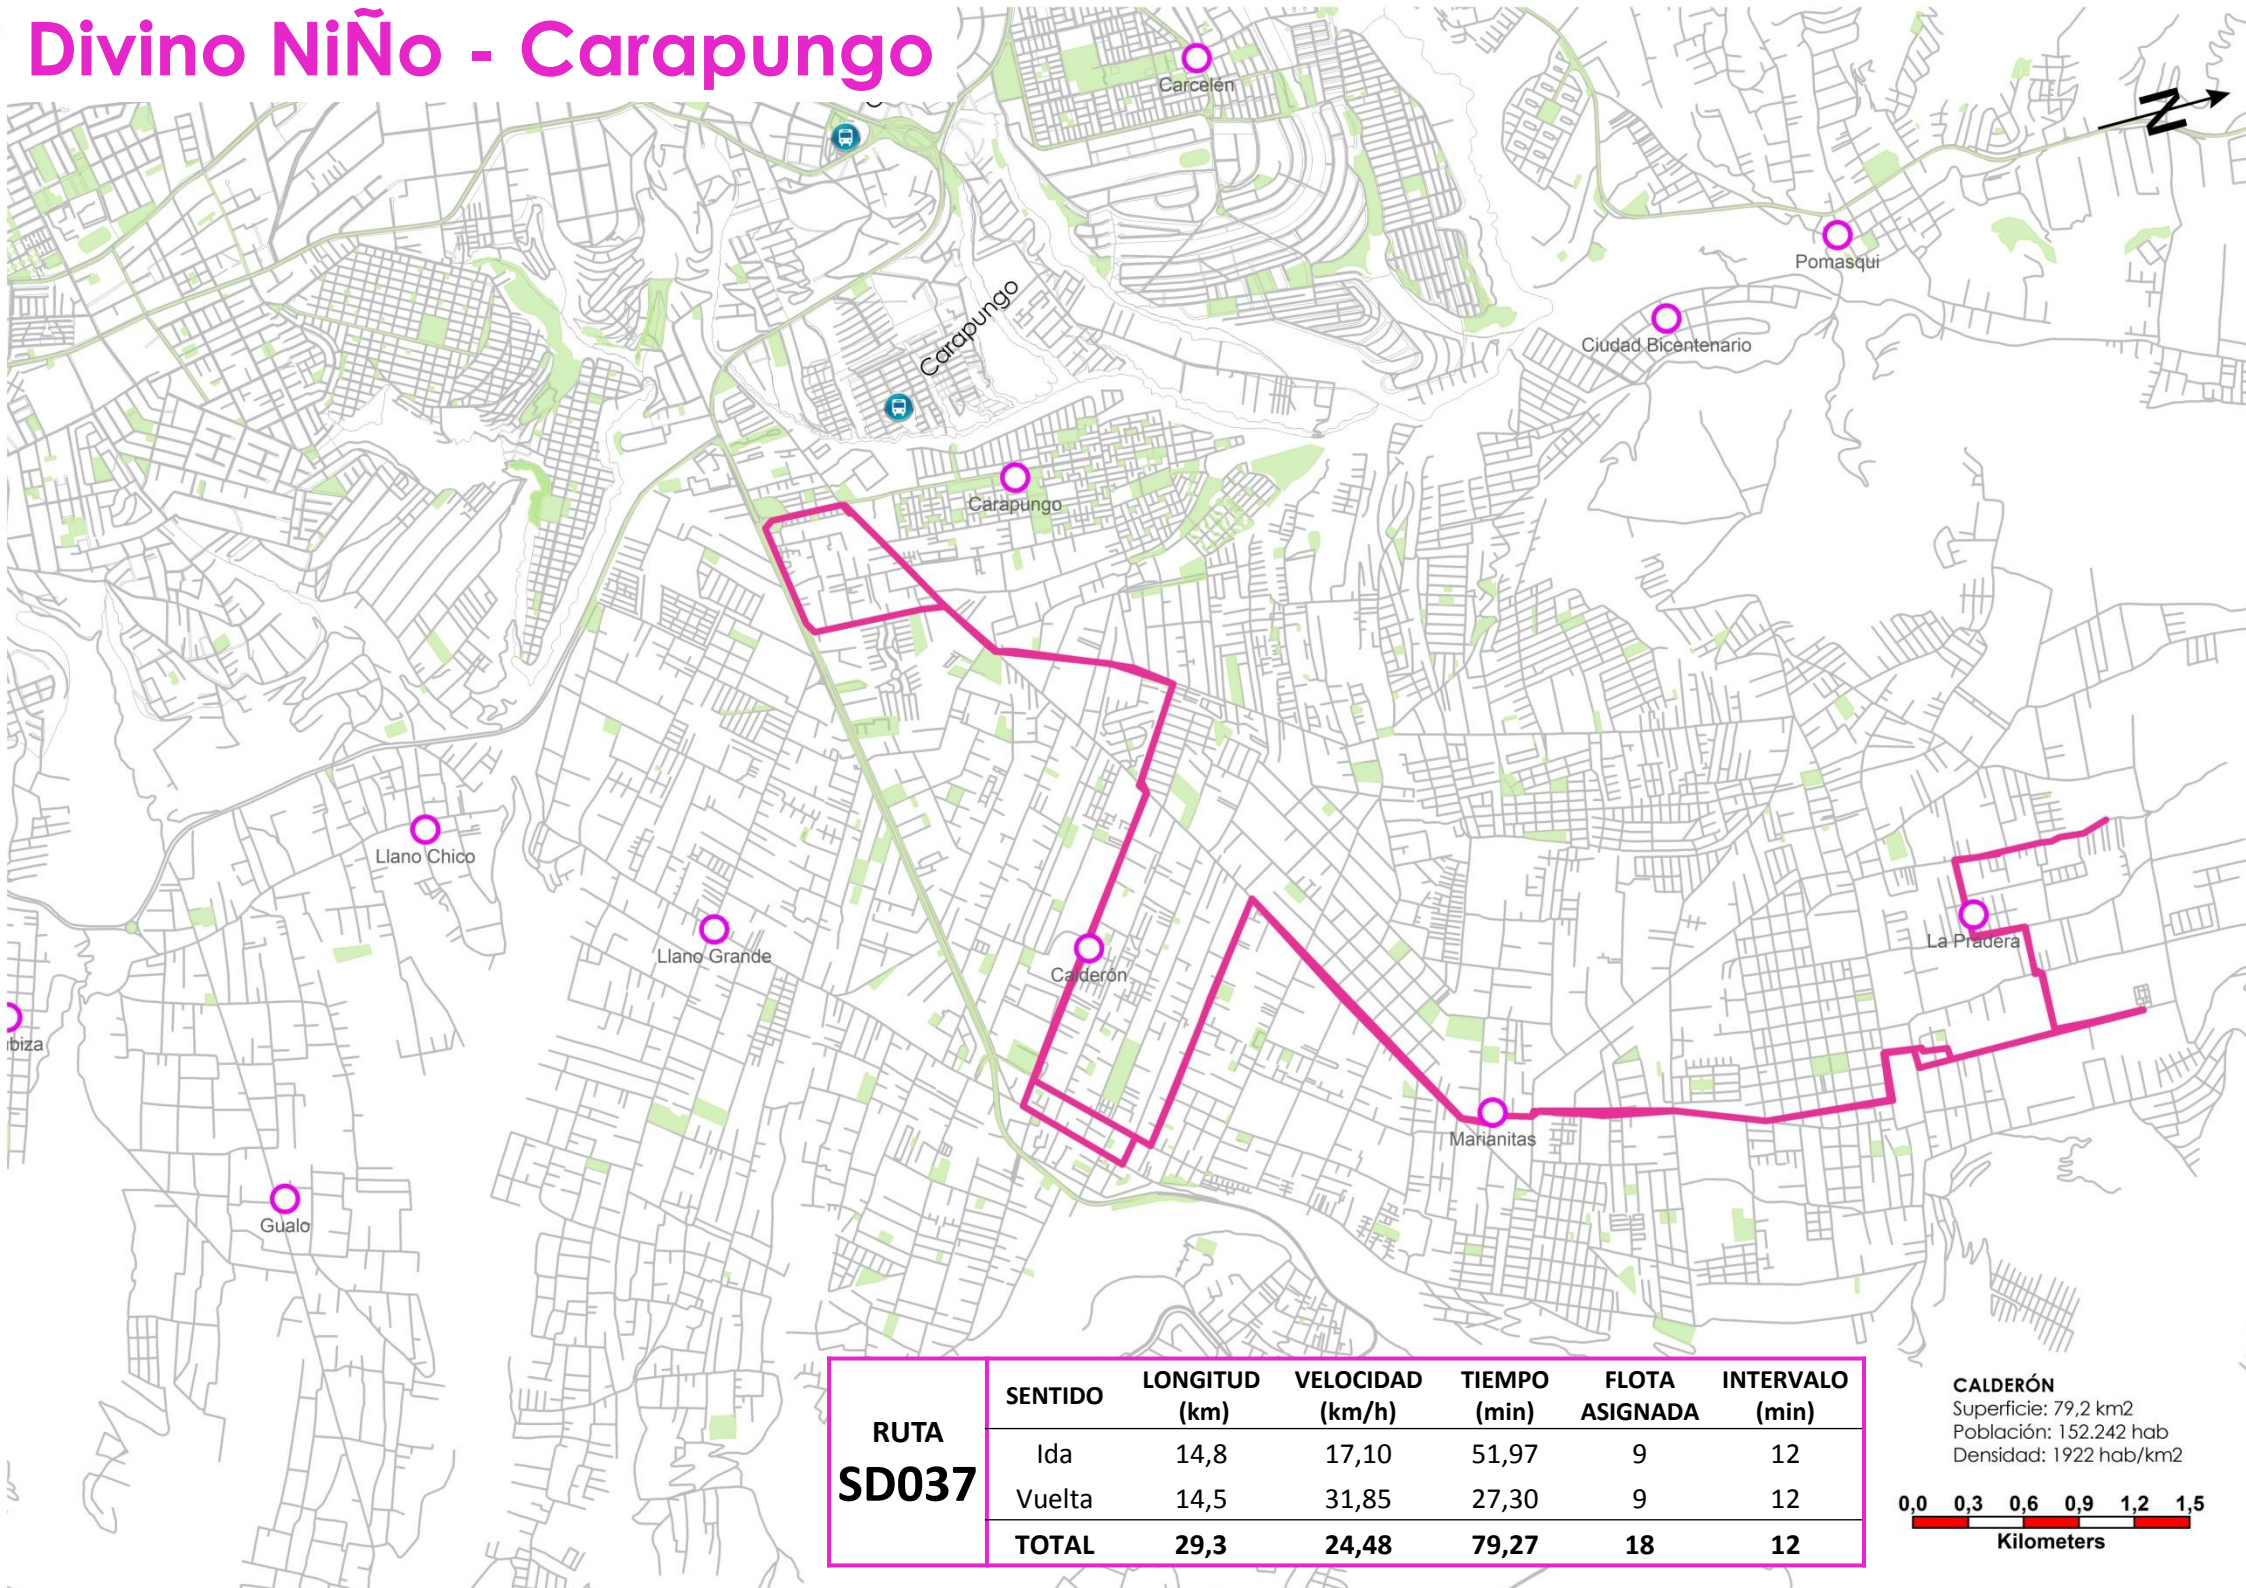 Divino NiÑo - Carapungo
Carcelén
N
Pomasqui
Carapungo
Ciudad Bicentenario
Carapungo
Llano Chico
Llano Grande
La Pradera
Calderón
Marianitas
Gualo
RUTA
SD037
SENTIDO LONGITUD (km) VELOCIDAD (km/h) TIEMPO (min) FLOTA ASIGNADA INTERVALO (min)
Ida 14,8 17,10 51,97 9 12
Vuelta 14,5 31,85 27,30 9 12
TOTAL 29,3 24,48 79,27 18 12
CALDERÓN
Superficie: 79,2 km2
Población: 152.242 hab
Densidad: 1922 hab/km2
0,0 0,3 0,6 0,9 1,2 1,5
Kilometers